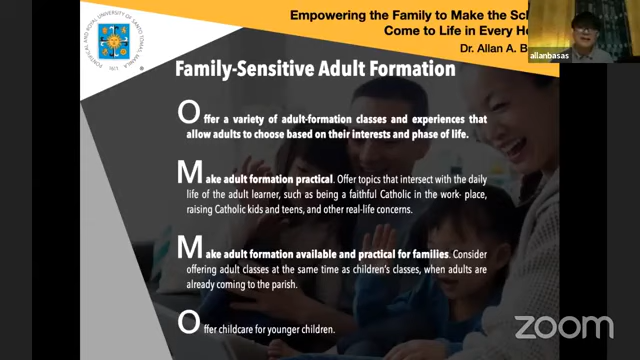 Empowering the Family to Make the
Come to Life in Every
Dr. Allan A.
allanbasas
Family-Sensitive Adult Formation
Offer a variety of adult-formation classes and experiences that
allow adults to choose based on their interests and phase of life.
Make adult formation practical. Offer topics that intersect with the daily
life of the adult learner, such as being a faithful Catholic in the work- place,
raising Catholic kids and teens, and other real-life concerns.
Make adult formation available and practical for families. Consider
offering adult classes at the same time as children's classes, when adults are
already coming to the parish.
Offer childcare for younger children.
zoom